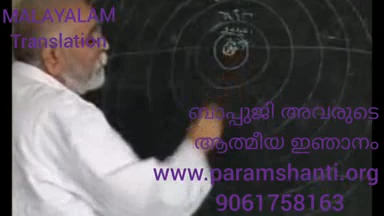 MALAYALAM
Translation
ബാപ്പുജി അവരുടെ
ആത്മീയ ഇഞാനം
www.paramshanti.org
9061758163